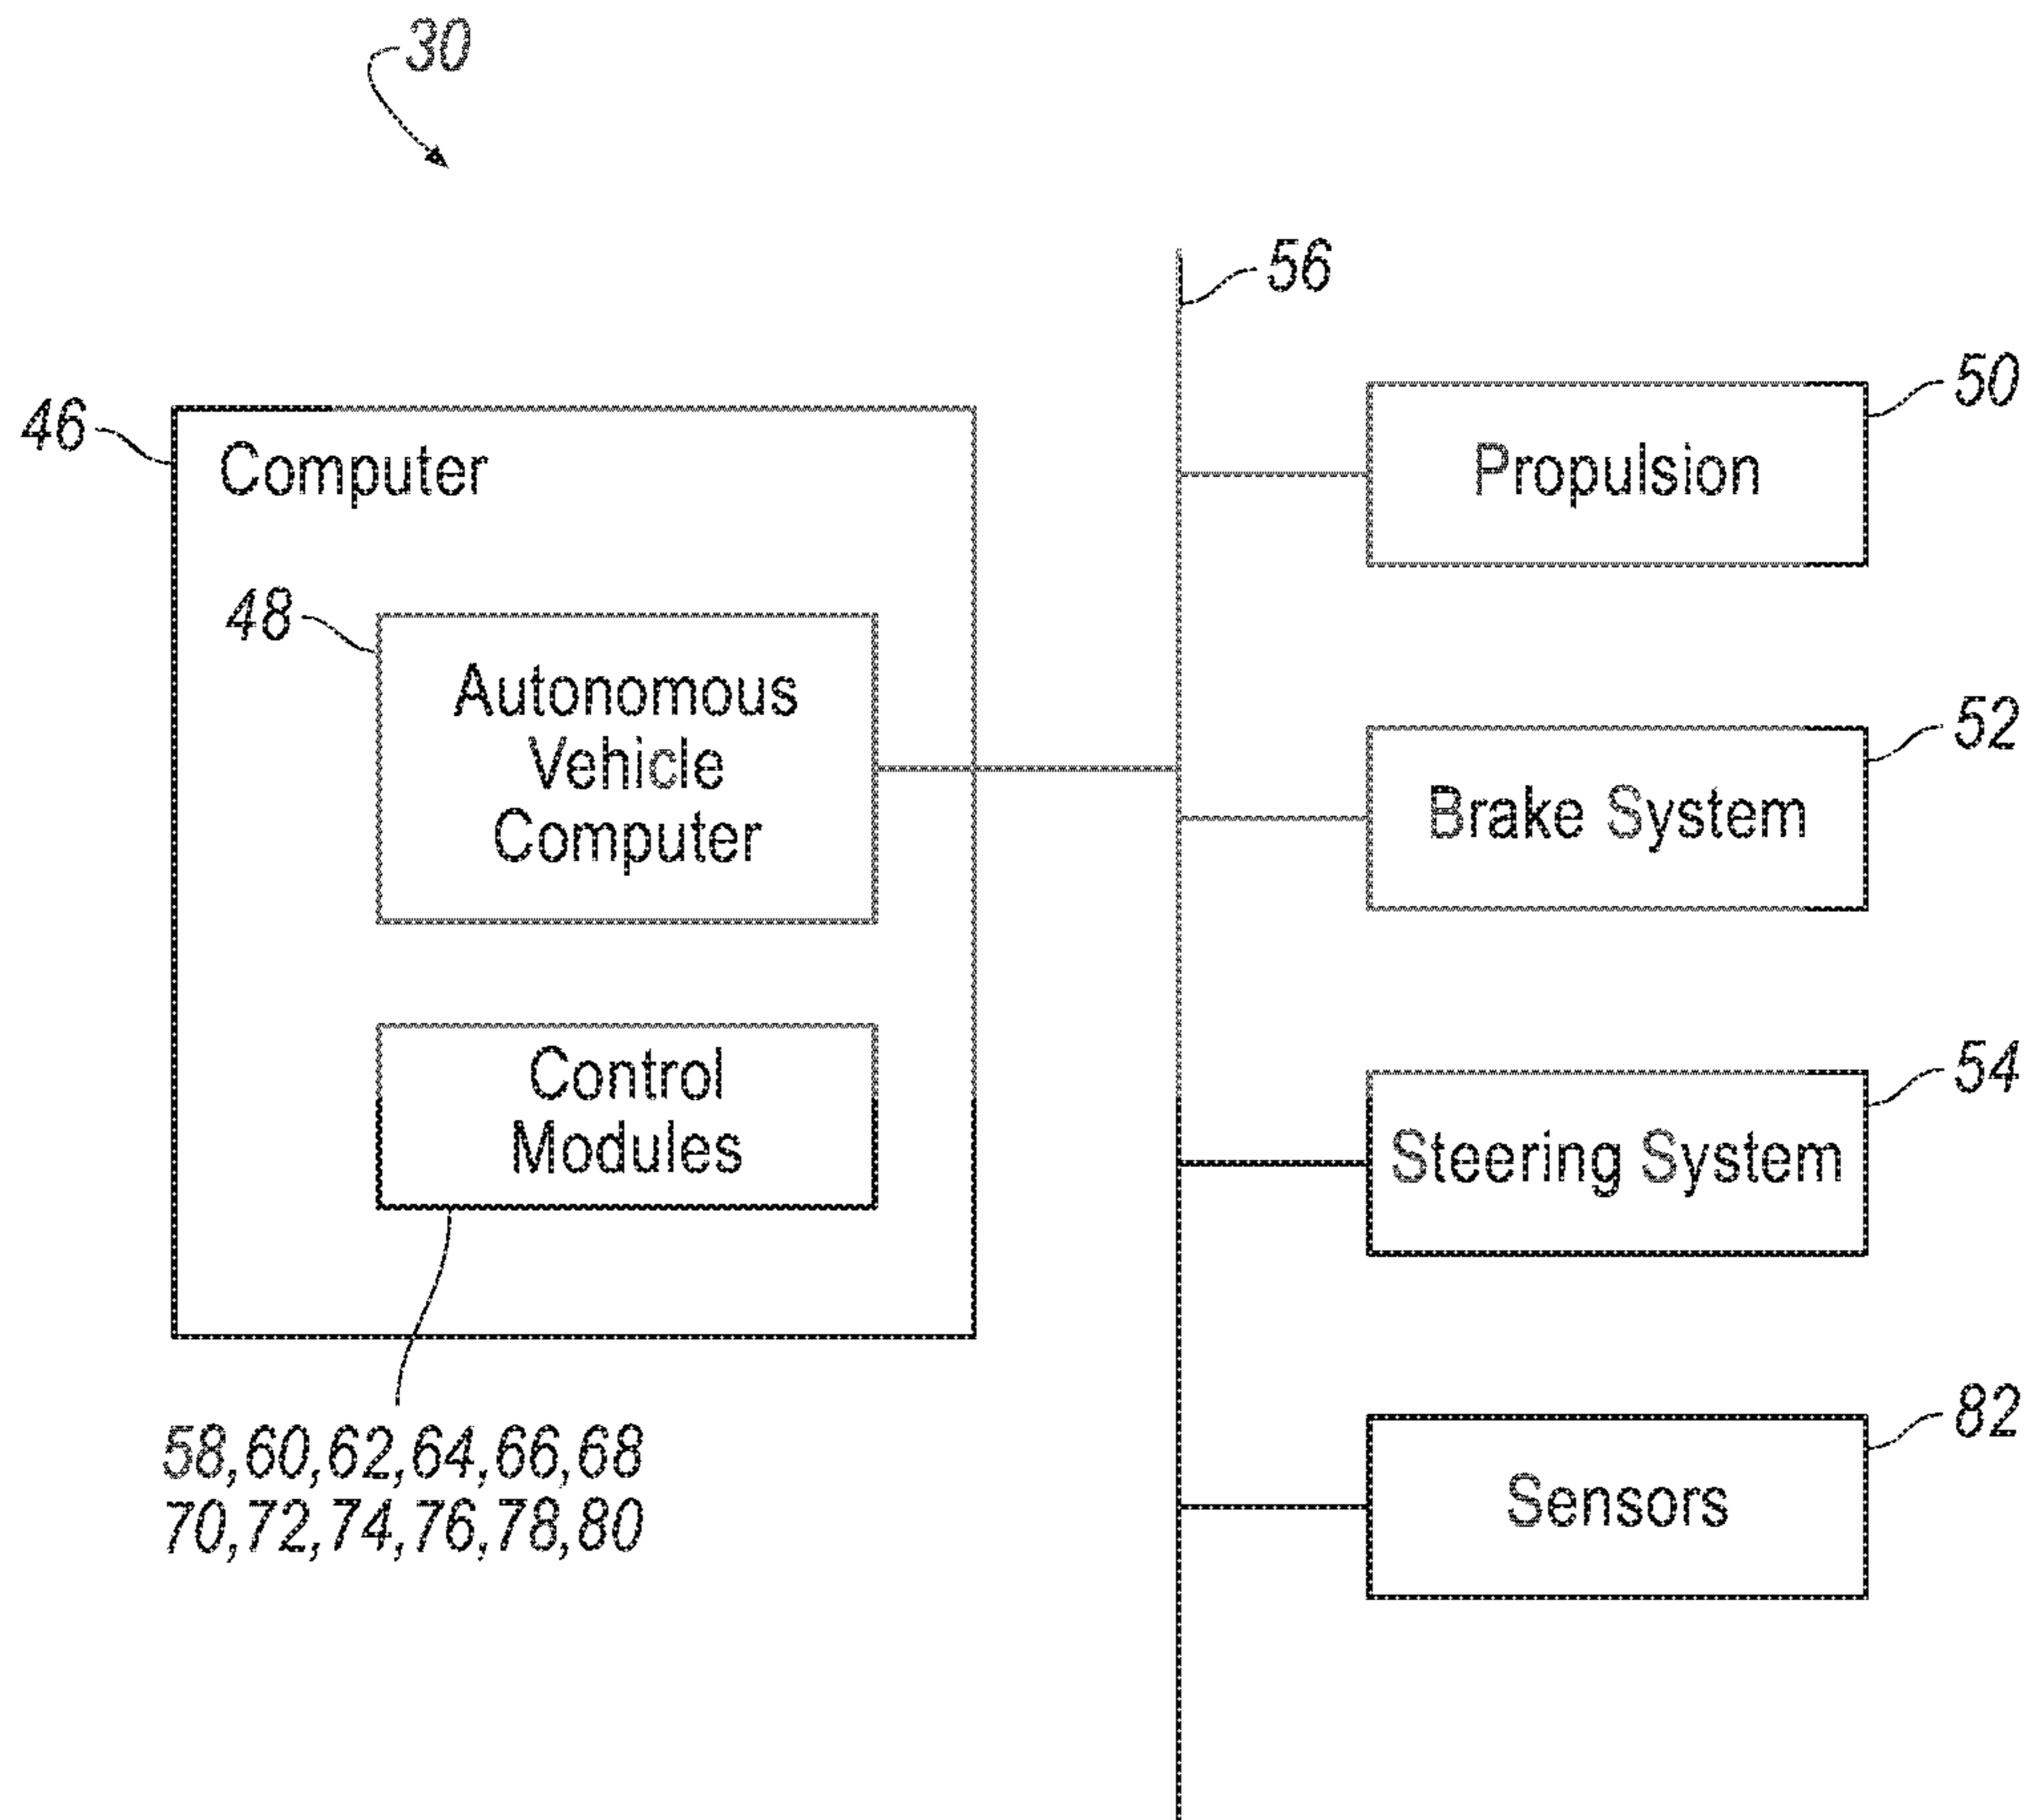 30
56
50
Propulsion
46
Computer
48
Autonomous
Vehicle
Computer
52
Brake System
Control
Modules
54
Steering System
82
Sensors
58,60,62,64,66,68
70,72,74,76,78,80